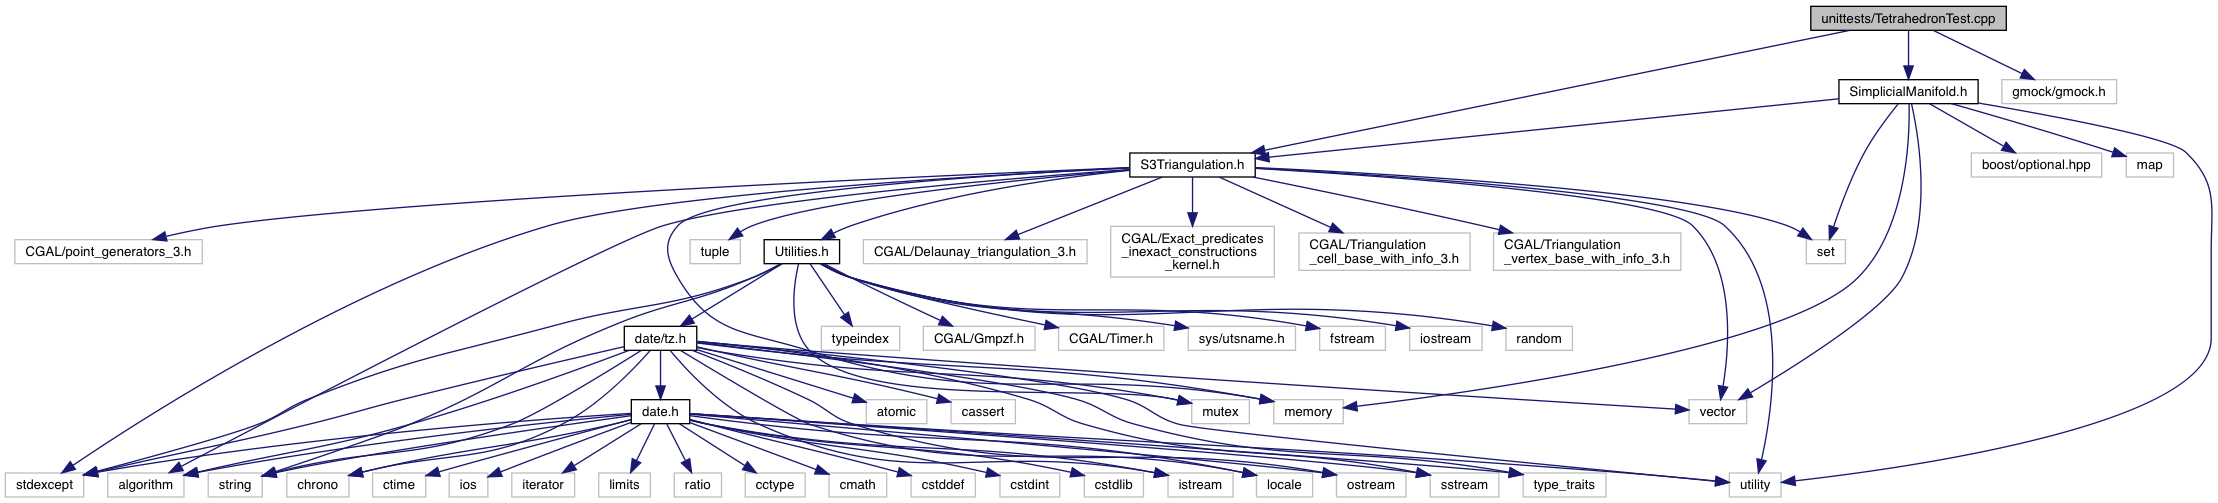 unittests/TetrahedronTest.cpp
SimplicialManifold.h
gmock/gmock.h
S3Triangulation.h
boost/optional.hpp
map
CGAL/point_generators_3.h
tuple
Utilities.h
CGAL/Delaunay_triangulation_3.h
CGAL/Exact_predicates
_inexact_constructions
_kernel.h
CGAL/Triangulation
_cell_base_with_info_3.h
CGAL/Triangulation
_vertex_base_with_info_3.h
set
date/tz.h
typeindex
CGAL/Gmpzf.h
CGAL/Timer.h
sys/utsname.h
fstream
iostream
random
date.h
atomic
cassert
mutex
memory
vector
stdexcept
algorithm
string
chrono
ctime
ios
iterator
limits
ratio
cctype
cmath
cstddef
cstdint
cstdlib
istream
locale
ostream
sstream
type_traits
utility